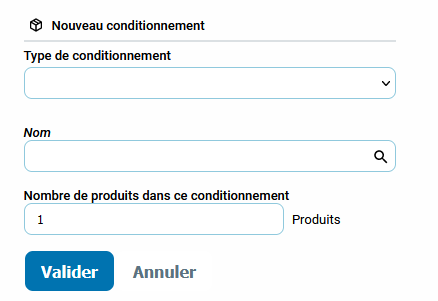 Nouveau conditionnement
Type de conditionnement
Nom
Nombre de produits dans ce conditionnement
1 Produits
Valider Annuler